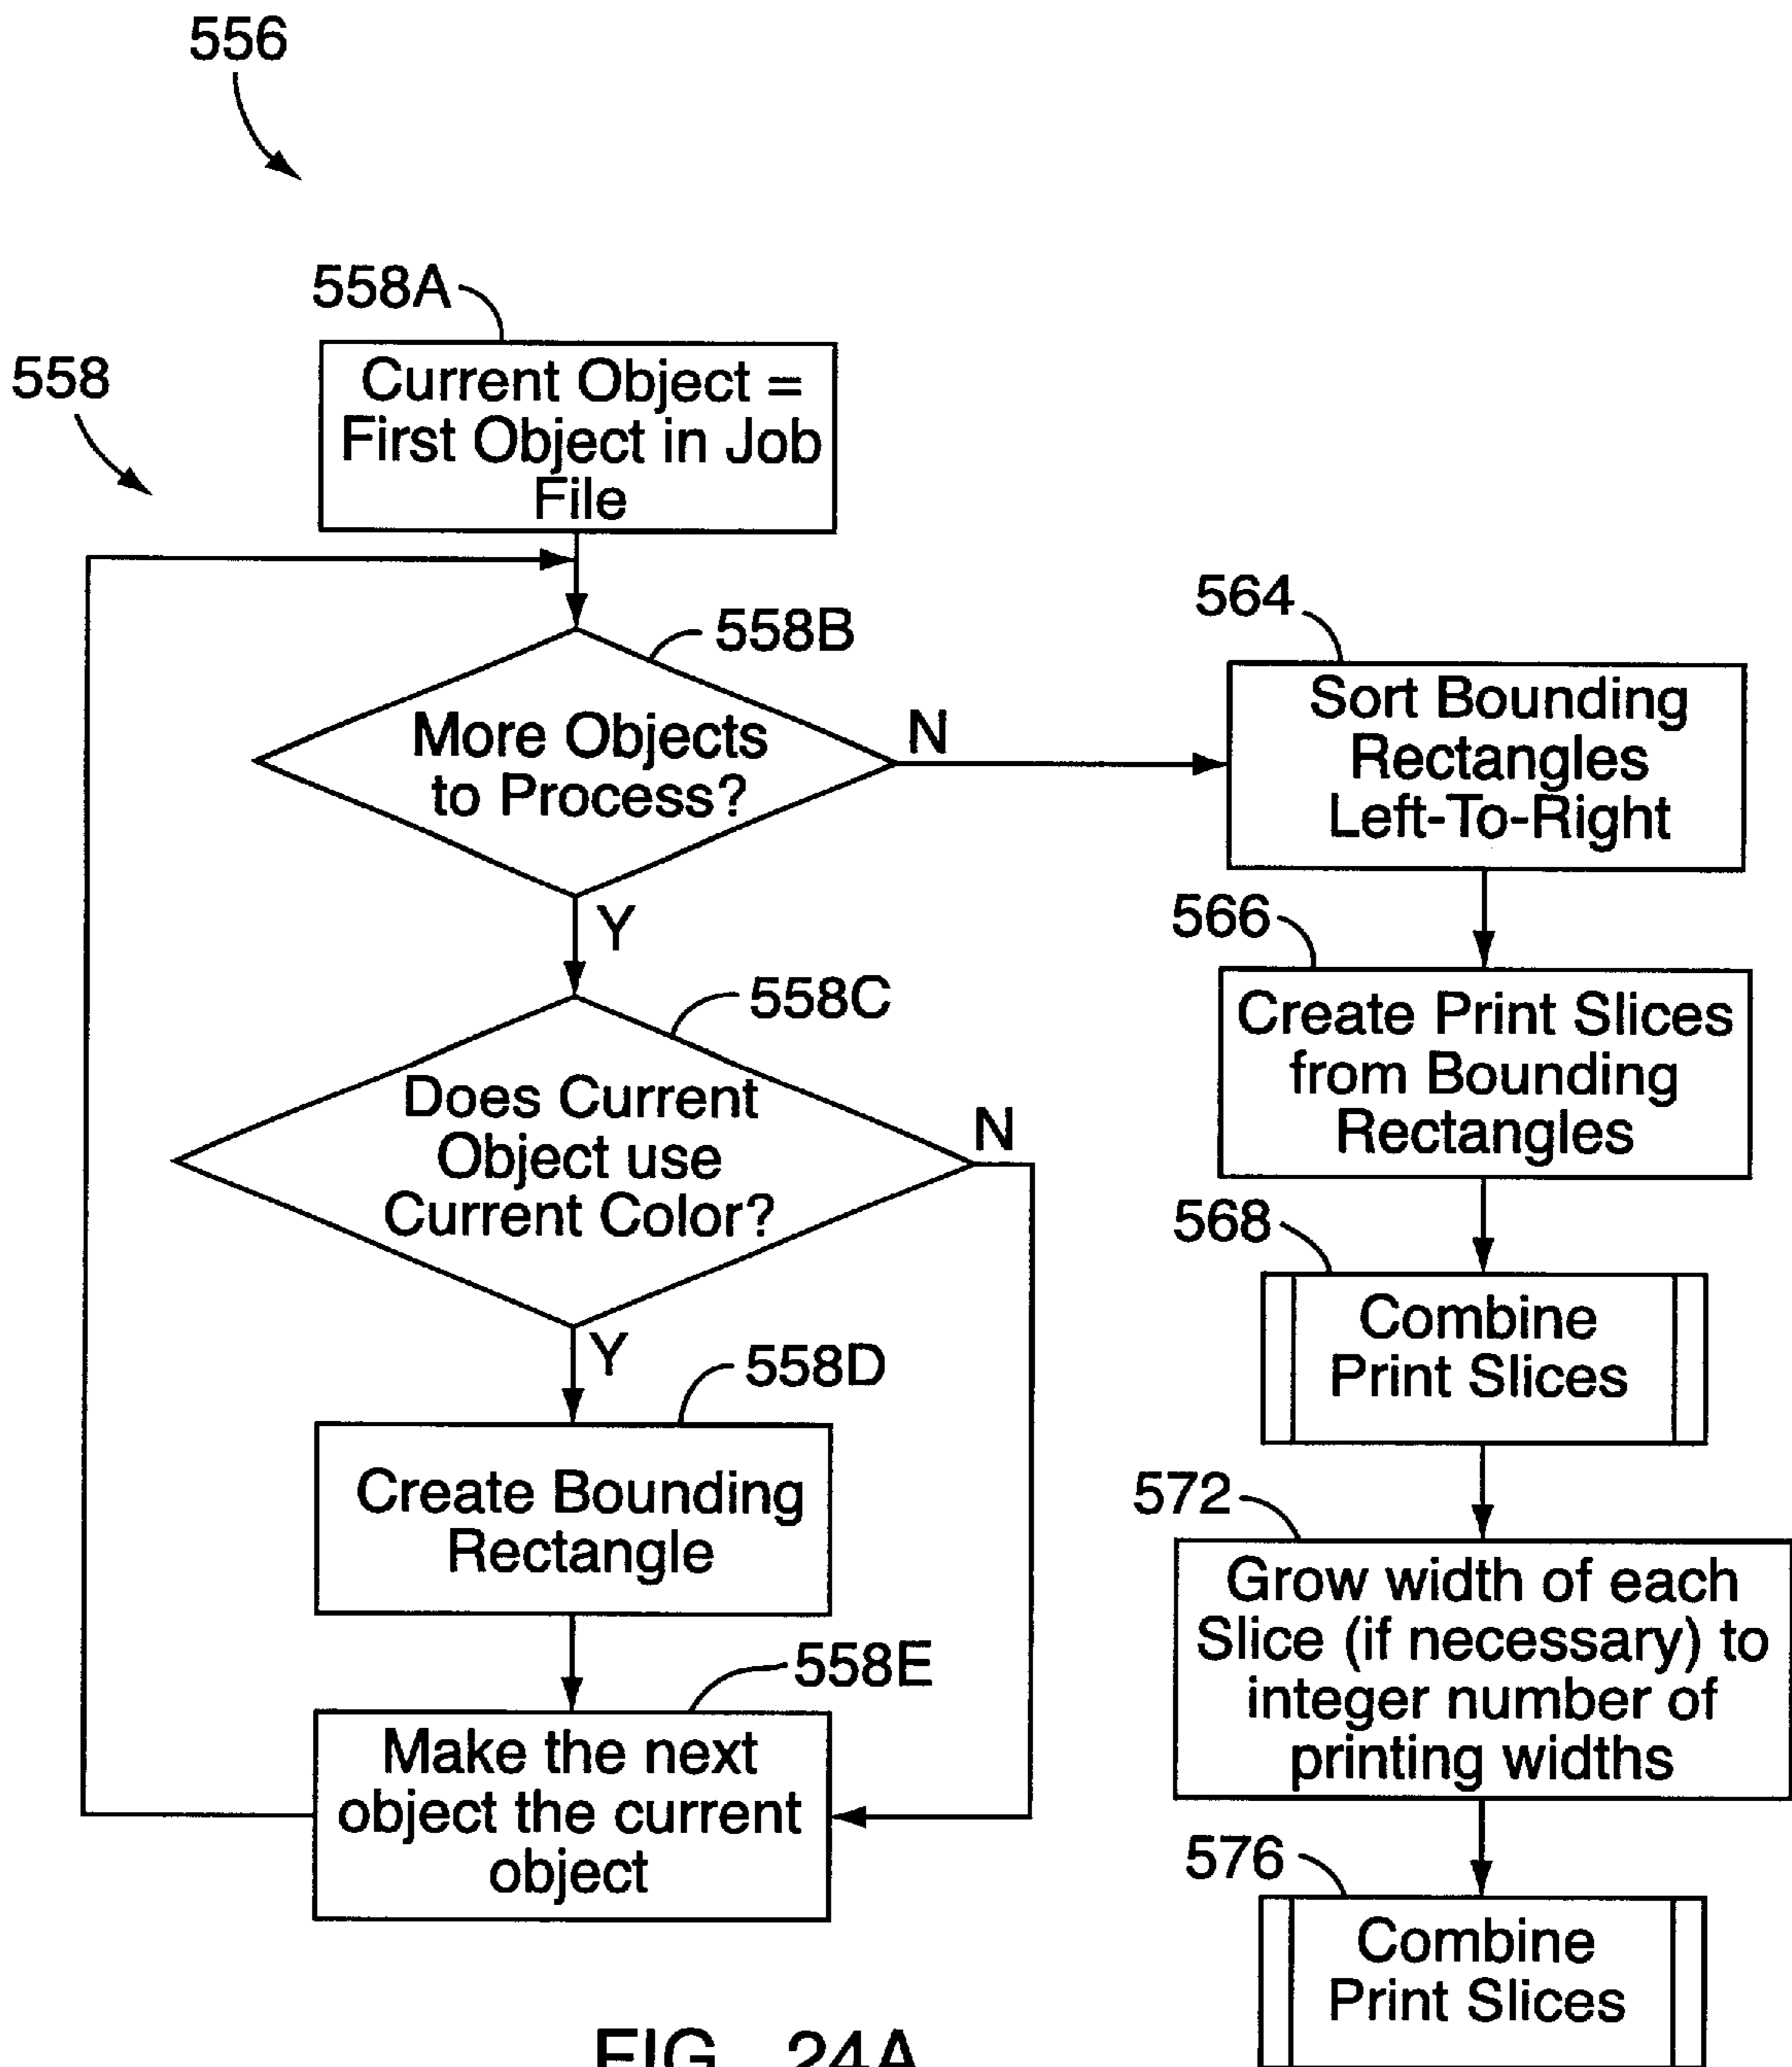 556
558A
558
Current Object =
First Object in Job
File
558B
More Objects
to Process?
N
Y
558C
Does Current
Object use
Current Color?
N
Y
558D
Create Bounding
Rectangle
558E
Make the next
object the current
object
564
Sort Bounding
Rectangles
Left-To-Right
566
Create Print Slices
from Bounding
Rectangles
568
Combine
Print Slices
572
Grow width of each
Slice (if necessary) to
integer number of
printing widths
576
Combine
Print Slices
FIG. 24A